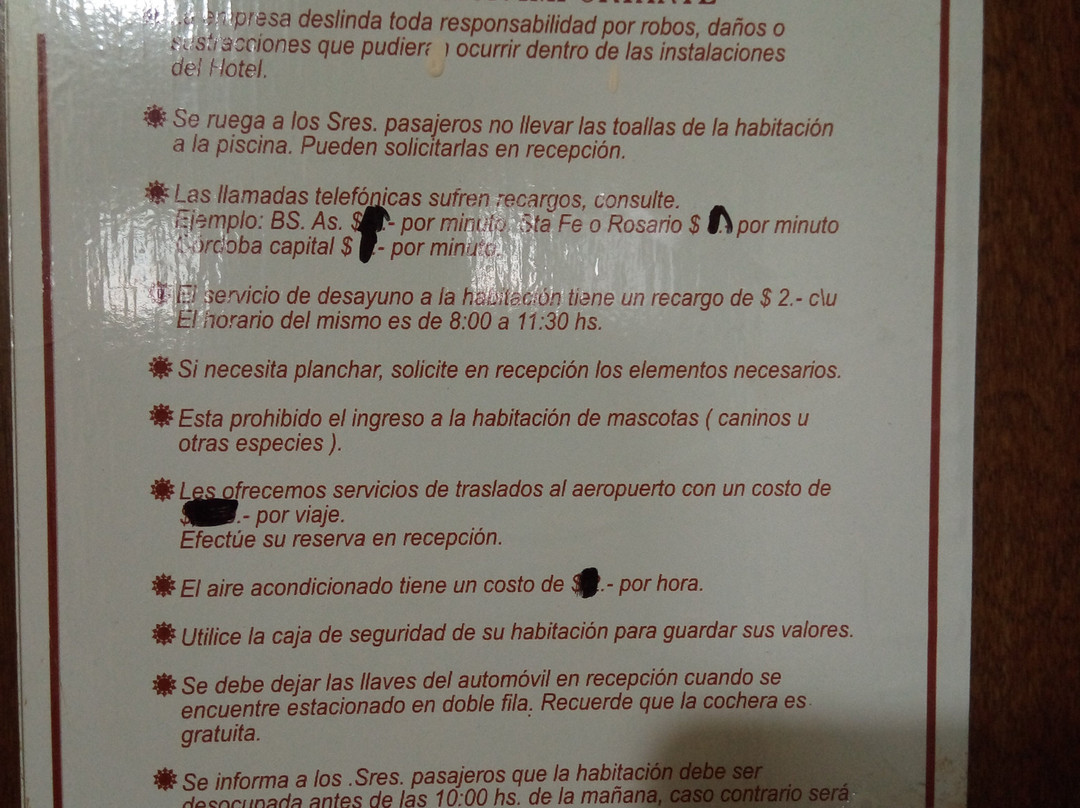 La empresa deslinda toda responsabilidad por robos, daños o
sustracciones que pudieran ocurrir dentro de las instalaciones
del Hotel.
Se ruega a los Sres. pasajeros no llevar las toallas de la habitación
a la piscina. Pueden solicitarlas en recepción.
Las llamadas telefónicas sufren recargos, consulte.
Ejemplo: BS. As. $ .- por minuto. Sta Fe o Rosario $ .- por minuto
Córdoba capital $ .- por minuto.
El servicio de desayuno a la habitación tiene un recargo de $ 2.- c\u
El horario del mismo es de 8:00 a 11:30 hs.
Si necesita planchar, solicite en recepción los elementos necesarios.
Esta prohibido el ingreso a la habitación de mascotas ( caninos u
otras especies ).
Les ofrecemos servicios de traslados al aeropuerto con un costo de
$ .- por viaje.
Efectúe su reserva en recepción.
El aire acondicionado tiene un costo de $ .- por hora.
Utilice la caja de seguridad de su habitación para guardar sus valores.
Se debe dejar las llaves del automóvil en recepción cuando se
encuentre estacionado en doble fila. Recuerde que la cochera es
gratuita.
Se informa a los .Sres. pasajeros que la habitación debe ser
desocupada antes de las 10:00 hs. de la mañana, caso contrario será